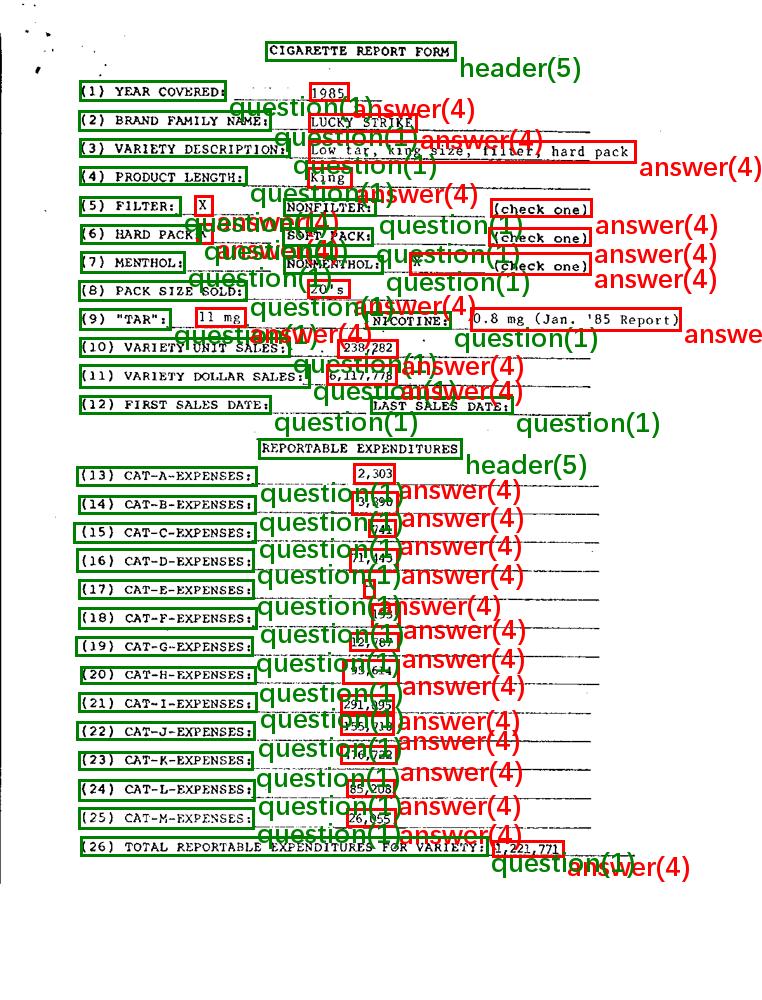 CIGARETTE REPORT FORM
header(5)
(1) YEAR COVERED: 1985
question(1) answer(4)
(2) BRAND FAMILY NAME: LUCKY STRIKE
question(1) answer(4)
(3) VARIETY DESCRIPTION: Low tar, king size, filter, hard pack
question(1) answer(4)
(4) PRODUCT LENGTH: King
question(1) answer(4)
(5) FILTER: X NONFILTER: (check one)
question(1) answer(4) question(1) answer(4)
(6) HARD PACK SOFT PACK: (check one)
question(1) answer(4) question(1) answer(4)
(7) MENTHOL: NONMENTHOL: X (check one)
question(1) question(1) answer(4)
(8) PACK SIZE SOLD: 20's
question(1) answer(4)
(9) "TAR": 11 mg NICOTINE: 0.8 mg (Jan. '85 Report)
question(1) answer(4) question(1) answe
(10) VARIETY UNIT SALES: 238,282
question(1) answer(4)
(11) VARIETY DOLLAR SALES: 6,117,778
question(1) answer(4)
(12) FIRST SALES DATE: LAST SALES DATE:
question(1) question(1)
REPORTABLE EXPENDITURES
header(5)
(13) CAT-A-EXPENSES: 2,303
question(1) answer(4)
(14) CAT-B-EXPENSES:
question(1) answer(4)
(15) CAT-C-EXPENSES:
question(1) answer(4)
(16) CAT-D-EXPENSES: 71,445
question(1) answer(4)
(17) CAT-E-EXPENSES:
question(1) answer(4)
(18) CAT-F-EXPENSES:
question(1) answer(4)
(19) CAT-G-EXPENSES: 12,787
question(1) answer(4)
(20) CAT-H-EXPENSES:
question(1) answer(4)
(21) CAT-I-EXPENSES: 291,095
question(1) answer(4)
(22) CAT-J-EXPENSES:
question(1) answer(4)
(23) CAT-K-EXPENSES:
question(1) answer(4)
(24) CAT-L-EXPENSES: 85,208
question(1) answer(4)
(25) CAT-M-EXPENSES: 26,055
question(1) answer(4)
(26) TOTAL REPORTABLE EXPENDITURES FOR VARIETY: 1,221,771
question(1) answer(4)